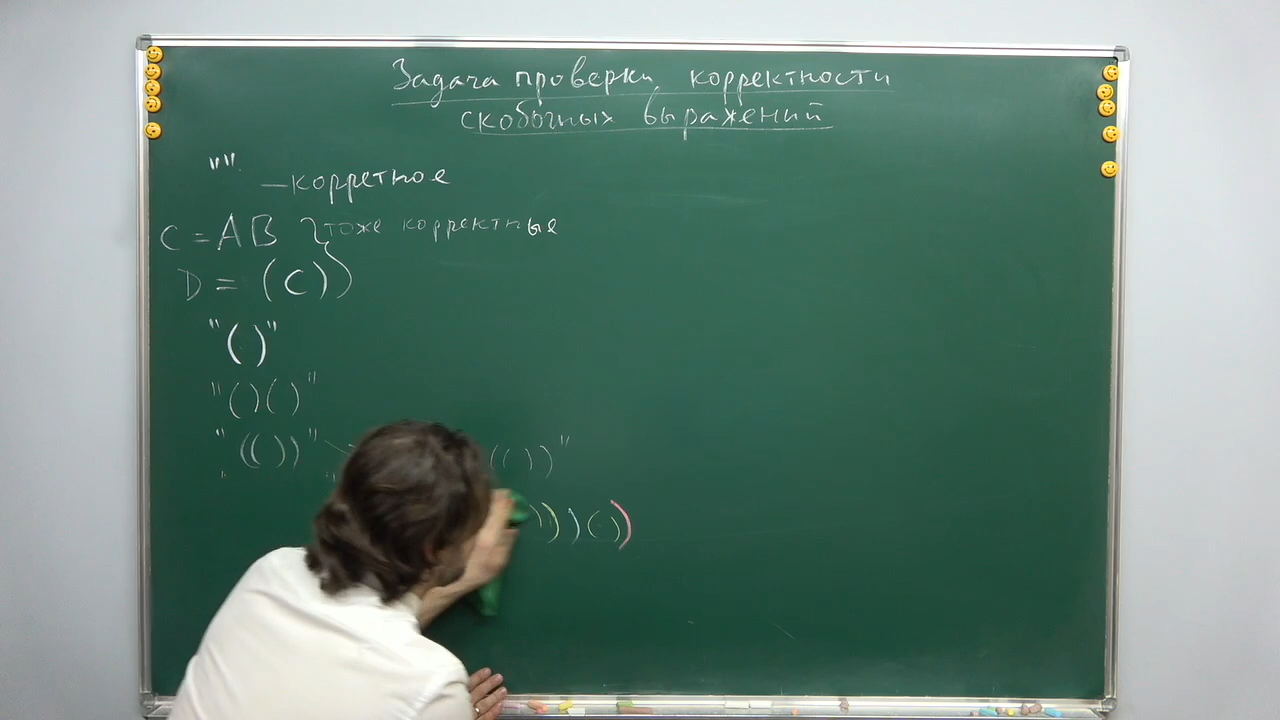 Задача проверки корректности
скобочных выражений
"" — корретное
C = AB } тоже корректные
D = (C)
"()"
"()()"
"(())"
(())"
))))())